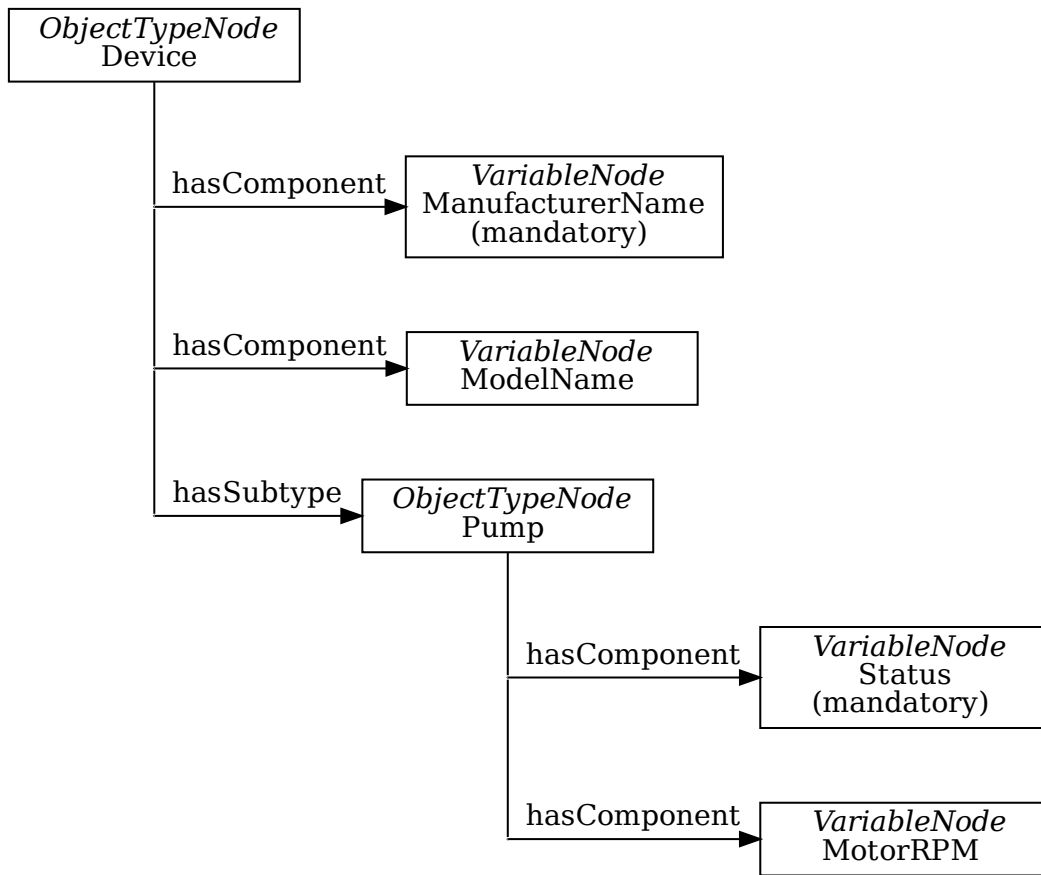 ObjectTypeNode
Device
hasComponent
VariableNode
ManufacturerName
(mandatory)
hasComponent
VariableNode
ModelName
hasSubtype
ObjectTypeNode
Pump
hasComponent
VariableNode
Status
(mandatory)
hasComponent
VariableNode
MotorRPM